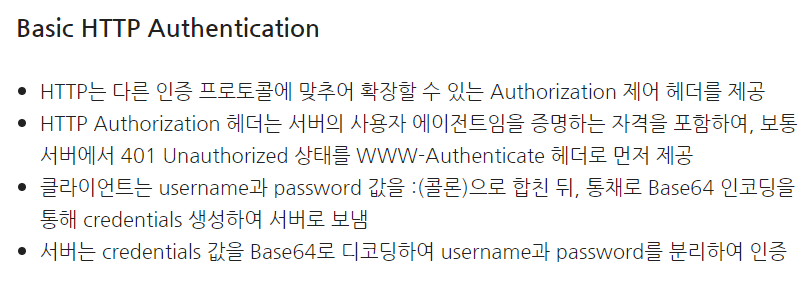 Basic HTTP Authentication
• HTTP는 다른 인증 프로토콜에 맞추어 확장할 수 있는 Authorization 제어 헤더를 제공
• HTTP Authorization 헤더는 서버의 사용자 에이전트임을 증명하는 자격을 포함하여, 보통
서버에서 401 Unauthorized 상태를 WWW-Authenticate 헤더로 먼저 제공
• 클라이언트는 username과 password 값을 :(콜론)으로 합친 뒤, 통채로 Base64 인코딩을
통해 credentials 생성하여 서버로 보냄
• 서버는 credentials 값을 Base64로 디코딩하여 username과 password를 분리하여 인증